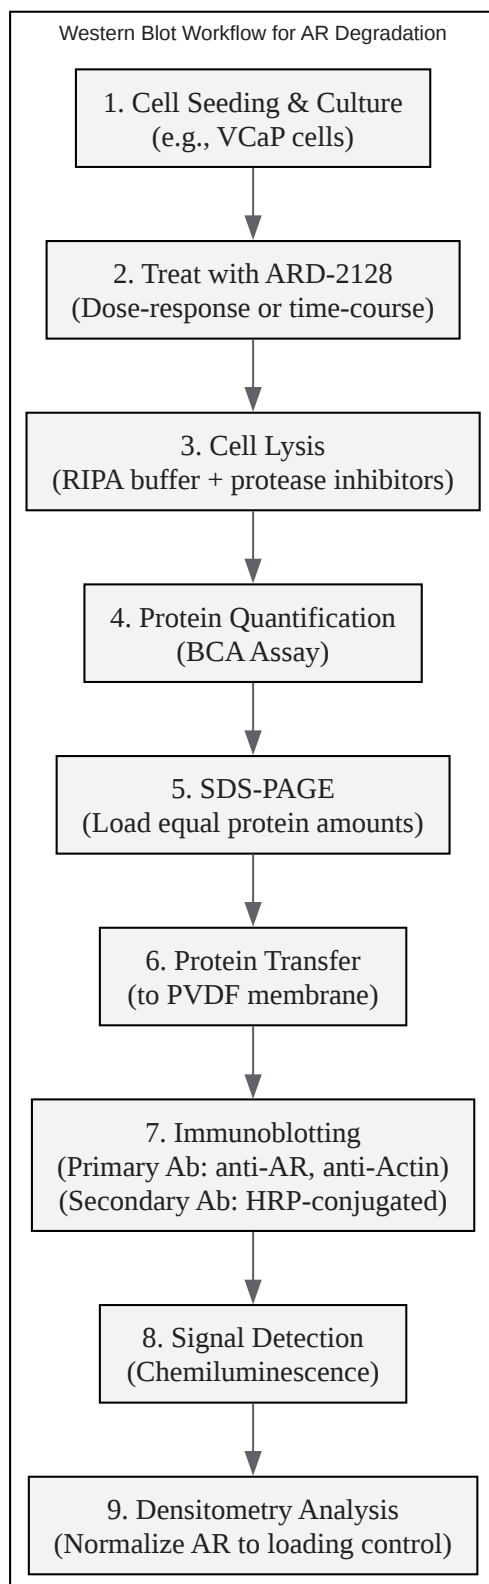 Western Blot Workflow for AR Degradation
1. Cell Seeding & Culture
(e.g., VCaP cells)
2. Treat with ARD-2128
(Dose-response or time-course)
3. Cell Lysis
(RIPA buffer + protease inhibitors)
4. Protein Quantification
(BCA Assay)
5. SDS-PAGE
(Load equal protein amounts)
6. Protein Transfer
(to PVDF membrane)
7. Immunoblotting
(Primary Ab: anti-AR, anti-Actin)
(Secondary Ab: HRP-conjugated)
8. Signal Detection
(Chemiluminescence)
9. Densitometry Analysis
(Normalize AR to loading control)